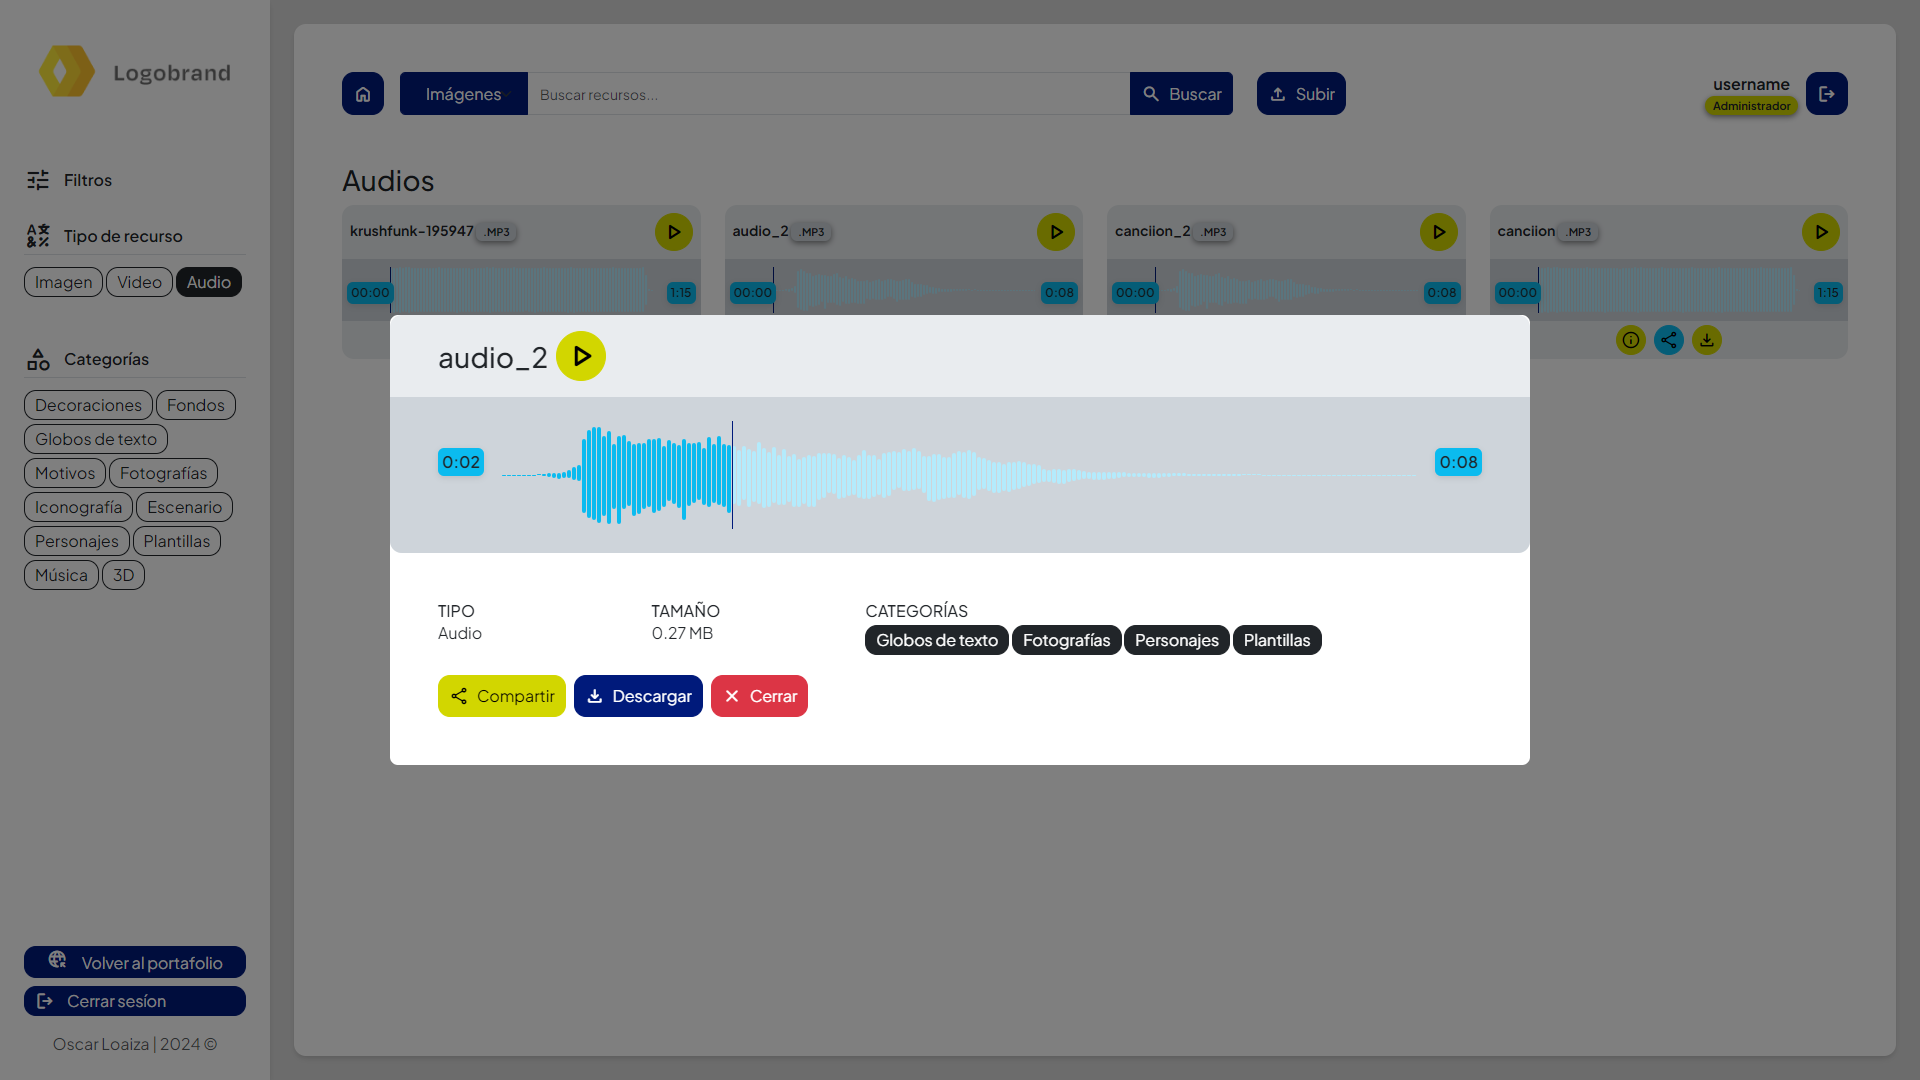 Logobrand
Filtros
Tipo de recurso
Imagen
Video
Audio
Categorías
Decoraciones
Fondos
Globos de texto
Motivos
Fotografías
Iconografía
Escenario
Personajes
Plantillas
Música
3D
Volver al portafolio
Cerrar sesíon
Oscar Loaiza | 2024 ©
Imágenes
Buscar recursos...
Buscar
Subir
username
Administrador
Audios
krushfunk-195947 .MP3
00:00
1:15
audio_2 .MP3
00:00
0:08
canciion_2 .MP3
00:00
0:08
canciion .MP3
00:00
1:15
audio_2
0:02
0:08
TIPO
Audio
TAMAÑO
0.27 MB
CATEGORÍAS
Globos de texto
Fotografías
Personajes
Plantillas
Compartir
Descargar
Cerrar